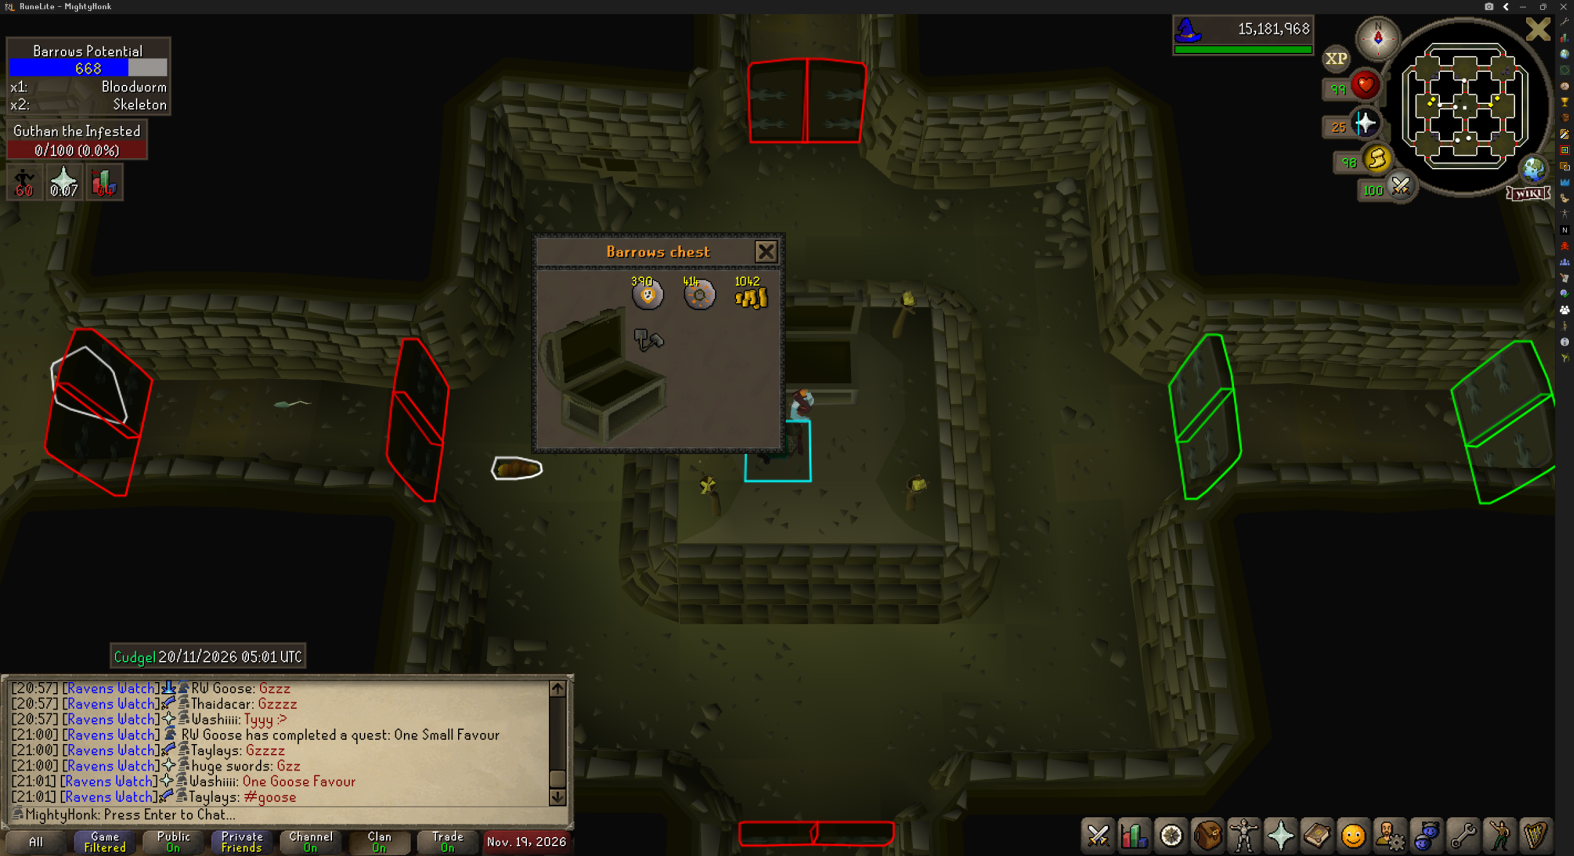 RuneLite - MightyHonk
Barrows Potential
668
x1: Bloodworm
x2: Skeleton
Guthan the Infested
0/100 (0.0%)
60 0:07
15,181,968
XP
N
99
25
98
100
WIKI
Barrows chest
390 414 1042
Cudgel 20/11/2026 05:01 UTC
[20:57] [Ravens Watch] RW Goose: Gzzz
[20:57] [Ravens Watch] Thaidacar: Gzzzz
[20:57] [Ravens Watch] Washiiii: Tyyy :>
[21:00] [Ravens Watch] RW Goose has completed a quest: One Small Favour
[21:00] [Ravens Watch] Taylays: Gzzzz
[21:00] [Ravens Watch] huge swords: Gzz
[21:01] [Ravens Watch] Washiiii: One Goose Favour
[21:01] [Ravens Watch] Taylays: #goose
MightyHonk: Press Enter to Chat...
All
Game Filtered
Public On
Private Friends
Channel On
Clan On
Trade On
Nov. 19, 2026